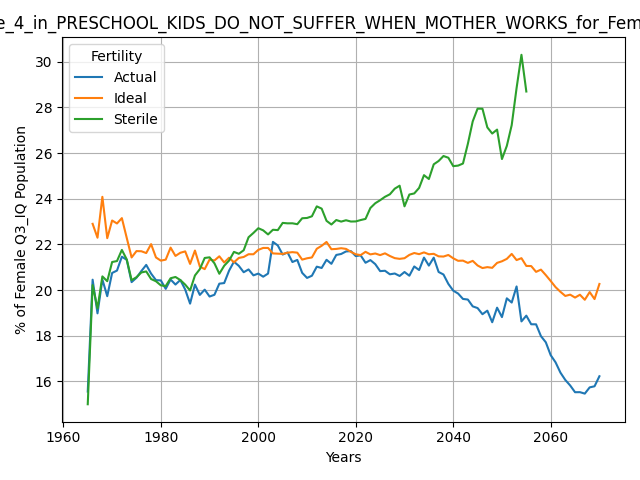 e_4_in_PRESCHOOL_KIDS_DO_NOT_SUFFER_WHEN_MOTHER_WORKS_for_Fem
Fertility
Actual
Ideal
Sterile
% of Female Q3_IQ Population
30
28
26
24
22
20
18
16
1960
1980
2000
2020
2040
2060
Years